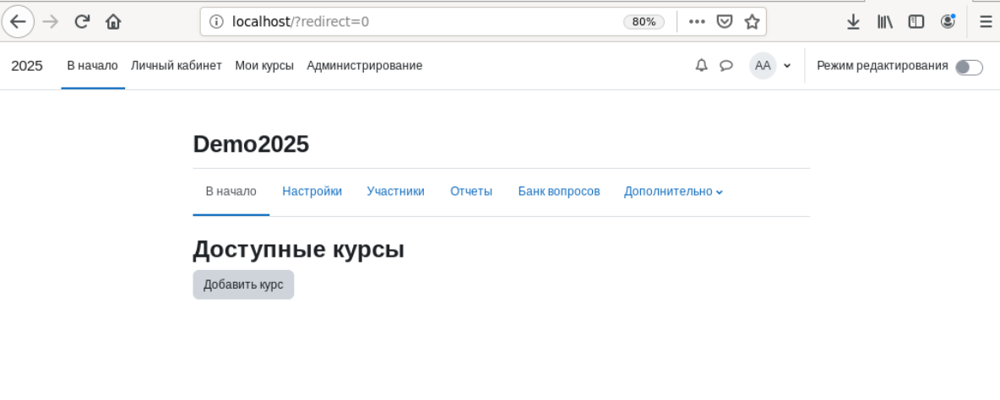 localhost/?redirect=0 80%
2025 В начало Личный кабинет Мои курсы Администрирование AA Режим редактирования
Demo2025
В начало Настройки Участники Отчеты Банк вопросов Дополнительно
Доступные курсы
Добавить курс